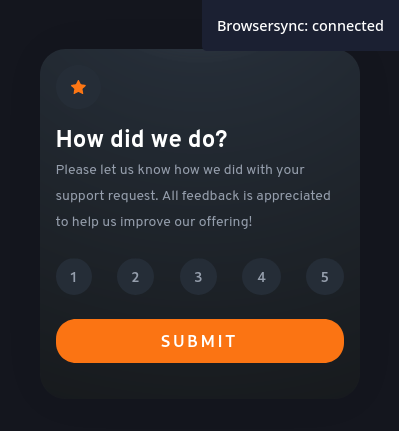 Browsersync: connected
How did we do?
Please let us know how we did with your
support request. All feedback is appreciated
to help us improve our offering!
1 2 3 4 5
SUBMIT